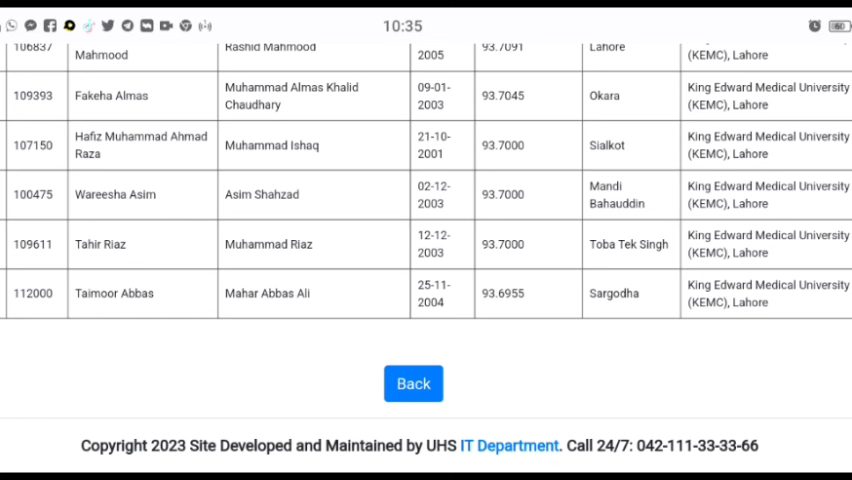 10:35
60
106837 Mahmood Rashid Mahmood 2005 93.7091 Lahore (KEMC), Lahore
109393 Fakeha Almas Muhammad Almas Khalid Chaudhary 09-01-2003 93.7045 Okara King Edward Medical University (KEMC), Lahore
107150 Hafiz Muhammad Ahmad Raza Muhammad Ishaq 21-10-2001 93.7000 Sialkot King Edward Medical University (KEMC), Lahore
100475 Wareesha Asim Asim Shahzad 02-12-2003 93.7000 Mandi Bahauddin King Edward Medical University (KEMC), Lahore
109611 Tahir Riaz Muhammad Riaz 12-12-2003 93.7000 Toba Tek Singh King Edward Medical University (KEMC), Lahore
112000 Taimoor Abbas Mahar Abbas Ali 25-11-2004 93.6955 Sargodha King Edward Medical University (KEMC), Lahore
Back
Copyright 2023 Site Developed and Maintained by UHS IT Department. Call 24/7: 042-111-33-33-66